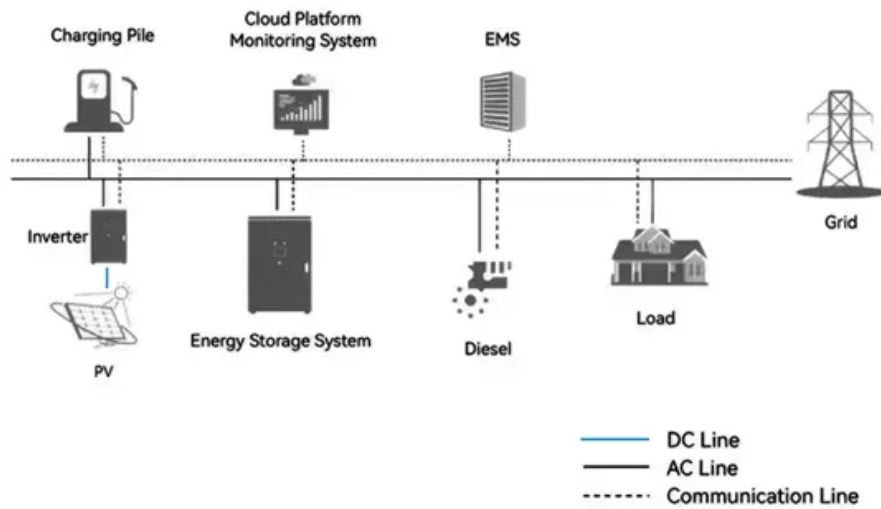 Charging Pile
Cloud Platform
Monitoring System
EMS
Grid
Inverter
PV
Energy Storage System
Diesel
Load
DC Line
AC Line
Communication Line